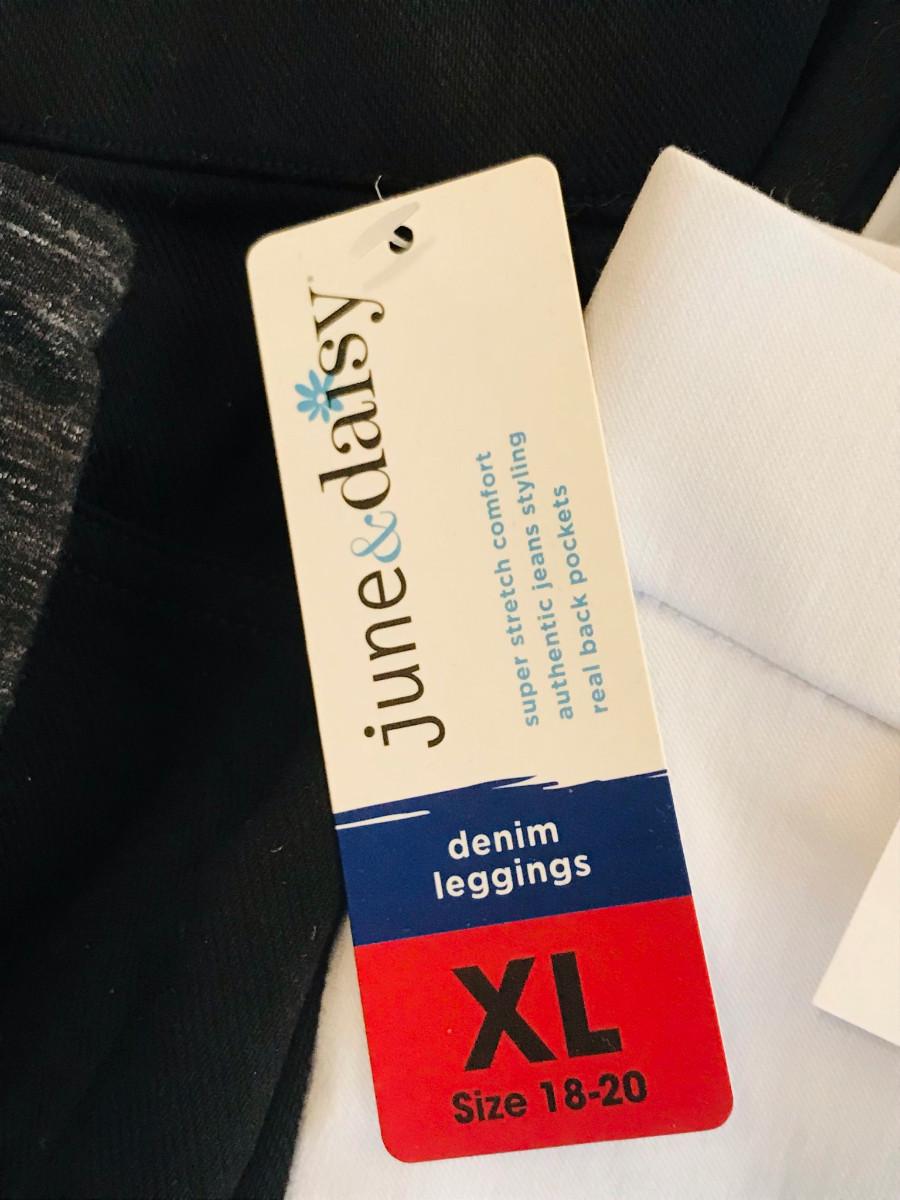 june&daisy
super stretch comfort
authentic jeans styling
real back pockets
denim
leggings
XL
Size 18-20